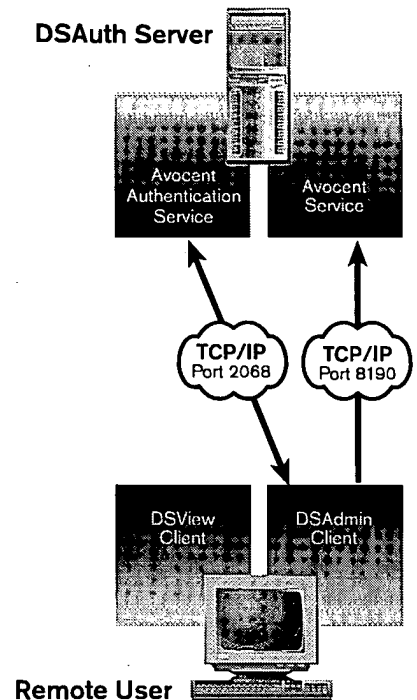 DSAuth Server
Avocent
Authentication
Service
Avocent
Service
TCP/IP
Port 2068
TCP/IP
Port 8190
DSView
Client
DSAdmin
Client
Remote User